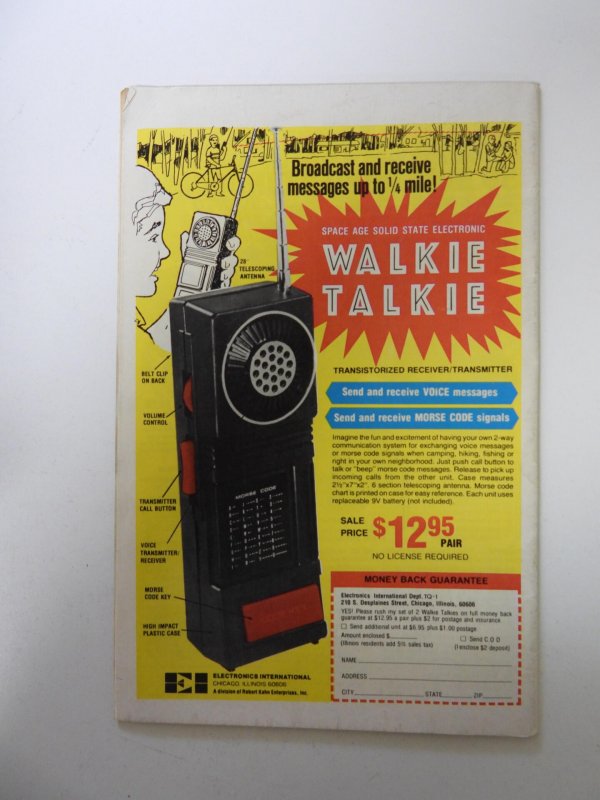 Broadcast and receive
messages up to 1/4 mile!
SPACE AGE SOLID STATE ELECTRONIC
WALKIE
TALKIE
28"
TELESCOPING
ANTENNA
TRANSISTORIZED RECEIVER/TRANSMITTER
Send and receive VOICE messages
Send and receive MORSE CODE signals
BELT CLIP
ON BACK
VOLUME
CONTROL
TRANSMITTER
CALL BUTTON
VOICE
TRANSMITTER/
RECEIVER
MORSE
CODE KEY
HIGH IMPACT
PLASTIC CASE
MORSE CODE
Imagine the fun and excitement of having your own 2-way
communication system for exchanging voice messages
or morse code signals when camping, hiking, fishing or
right in your own neighborhood. Just push call button to
talk or "beep" morse code messages. Release to pick up
incoming calls from the other unit. Case measures
2½"x7"x2". 6 section telescoping antenna. Morse code
chart is printed on case for easy reference. Each unit uses
replaceable 9V battery (not included).
SALE
PRICE $12.95
PAIR
NO LICENSE REQUIRED
MONEY BACK GUARANTEE
Electronics International Dept. TQ-1
210 S. Desplaines Street, Chicago, Illinois, 60606
YES! Please rush my set of 2 Walkie Talkies on full money back
guarantee at $12.95 a pair plus $2 for postage and insurance
Send additional unit at $6.95 plus $1.00 postage.
Amount enclosed $
(Illinois residents add 5% sales tax)
Send C.O.D
(I enclose $2 deposit)
NAME
ADDRESS
CITY STATE ZIP
EI
ELECTRONICS INTERNATIONAL
CHICAGO, ILLINOIS 60606
A division of Robert Kahn Enterprises, Inc.